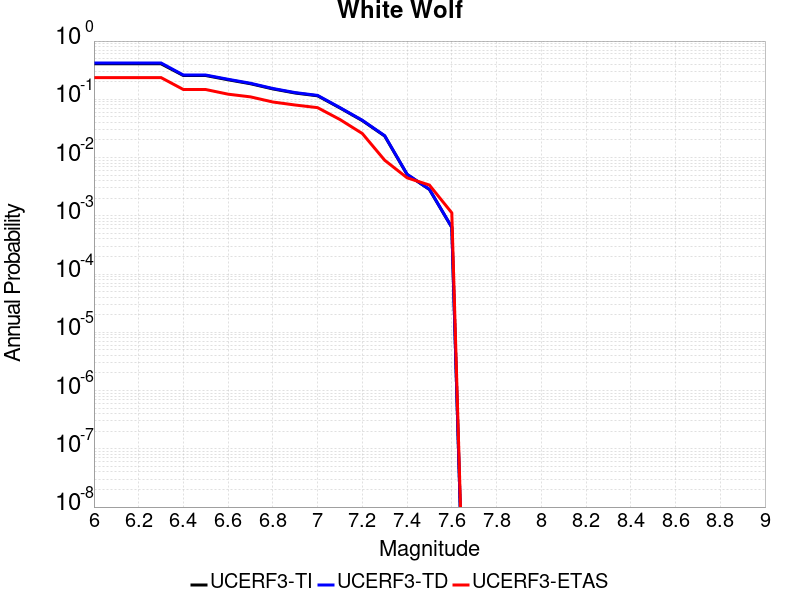 White Wolf
10^0
10^-1
10^-2
10^-3
10^-4
10^-5
10^-6
10^-7
10^-8
Annual Probability
6 6.2 6.4 6.6 6.8 7 7.2 7.4 7.6 7.8 8 8.2 8.4 8.6 8.8 9
Magnitude
UCERF3-TI UCERF3-TD UCERF3-ETAS